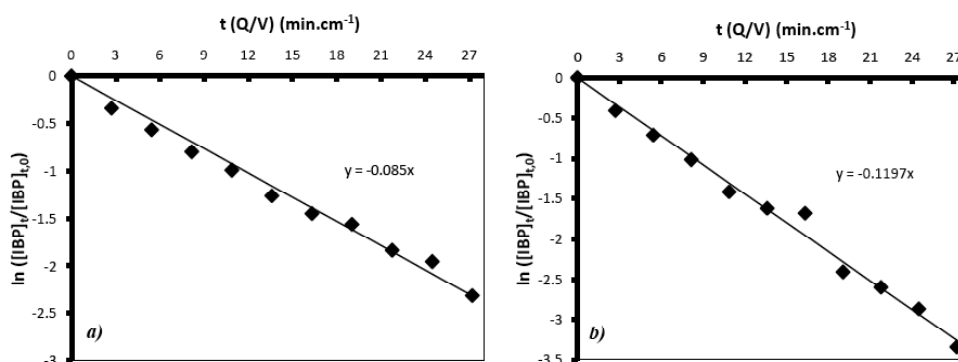 t (Q/V) (min.cm⁻¹)
0 3 6 9 12 15 18 21 24 27
0
-0.5
-1
-1.5
-2
-2.5
-3
ln ([IBP]t/[IBP]t,0)
y = -0.085x
a)
t (Q/V) (min.cm⁻¹)
0 3 6 9 12 15 18 21 24 27
0
-0.5
-1
-1.5
-2
-2.5
-3
-3.5
ln ([IBP]t/[IBP]t,0)
y = -0.1197x
b)